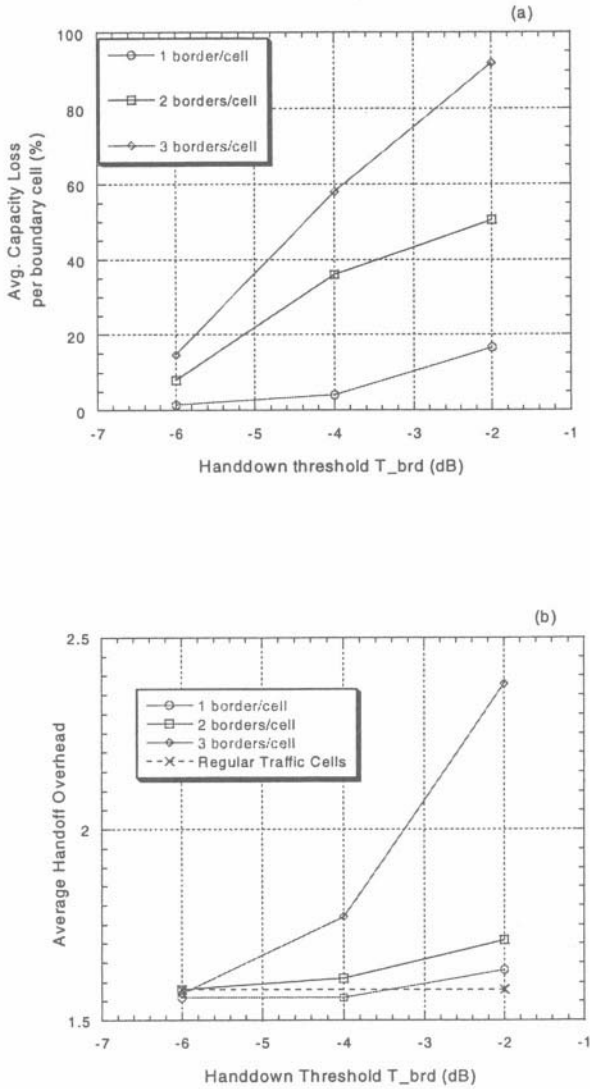 (a)
100
1 border/cell
80
2 borders/cell
3 borders/cell
60
40
20
0
Avg. Capacity Loss
per boundary cell (%)
-7 -6 -5 -4 -3 -2 -1
Handdown threshold T_brd (dB)
(b)
2.5
1 border/cell
2 borders/cell
3 borders/cell
Regular Traffic Cells
2
1.5
Average Handoff Overhead
-7 -6 -5 -4 -3 -2 -1
Handdown Threshold T_brd (dB)